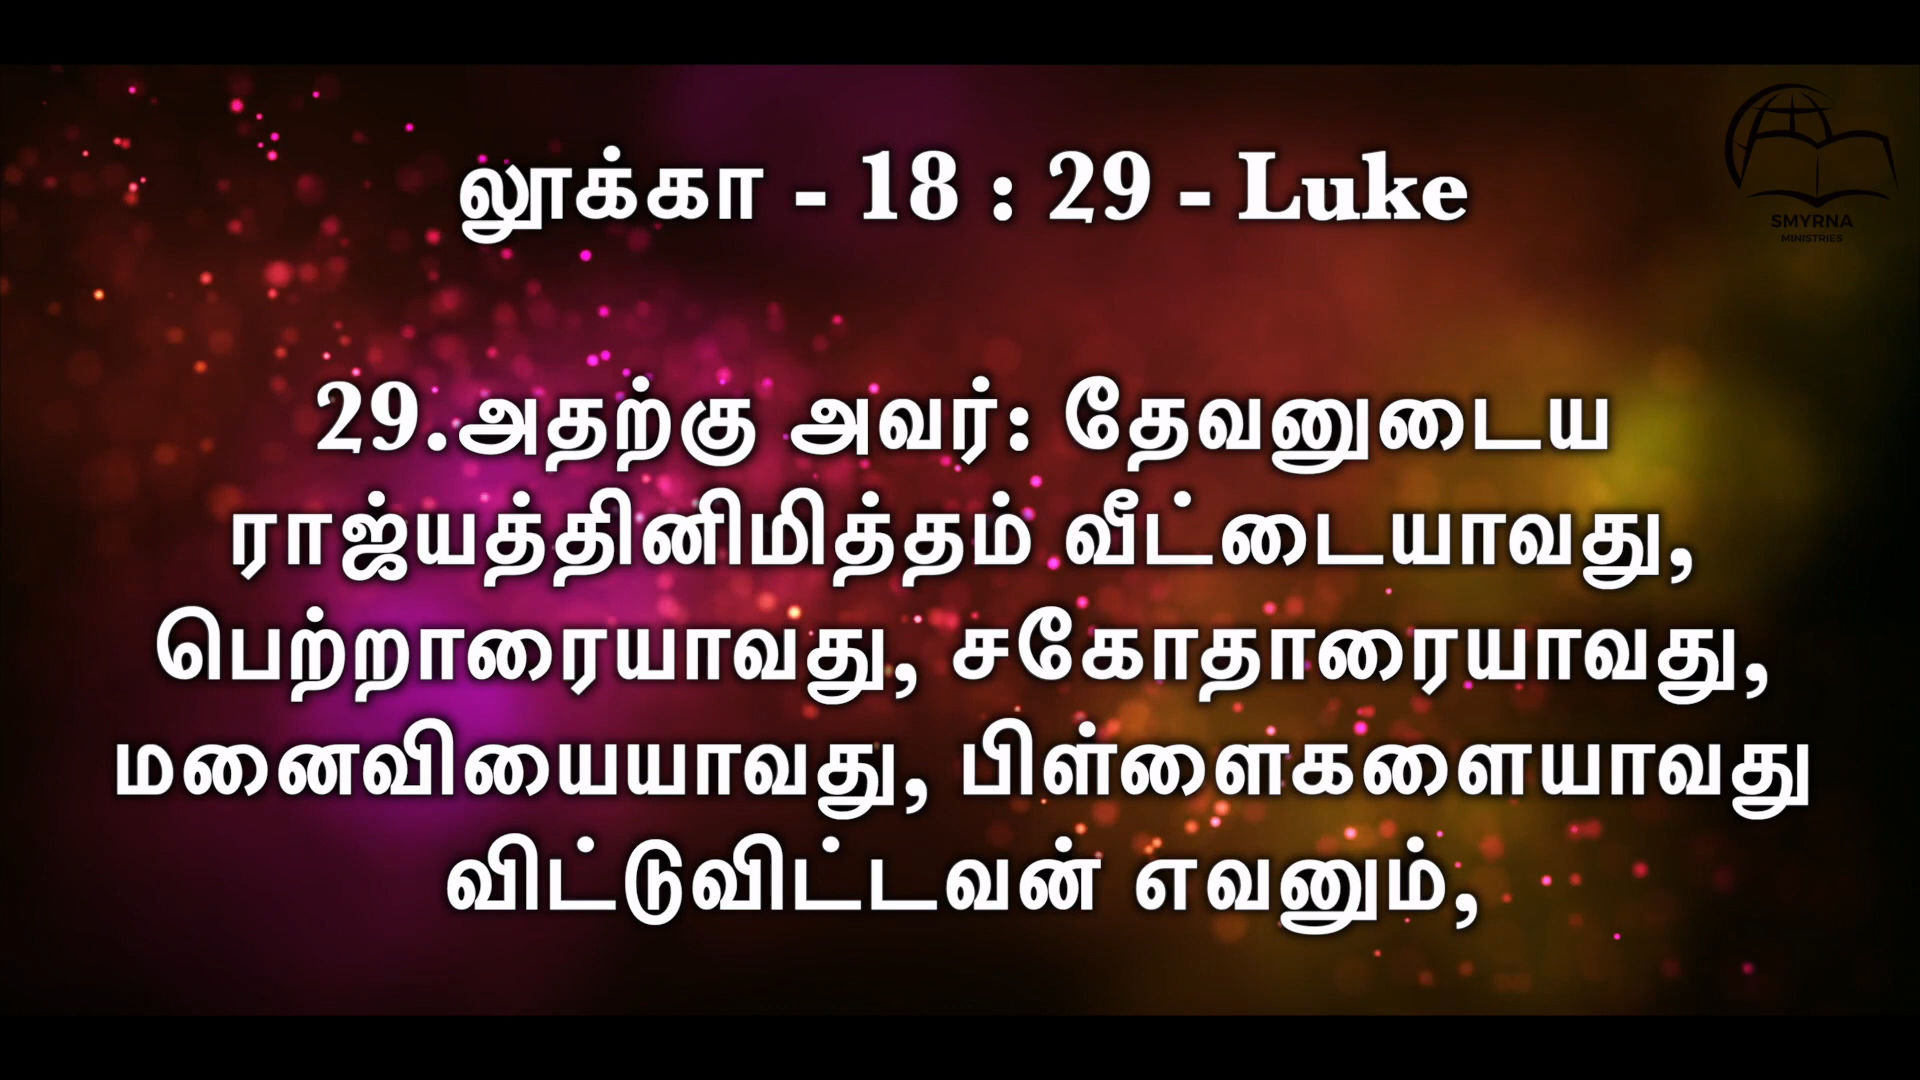 லூக்கா - 18 : 29 - Luke
SMYRNA
MINISTRIES
29.அதற்கு அவர்: தேவனுடைய
ராஜ்யத்தினிமித்தம் வீட்டையாவது,
பெற்றாரையாவது, சகோதாரையாவது,
மனைவியையாவது, பிள்ளைகளையாவது
விட்டுவிட்டவன் எவனும்,